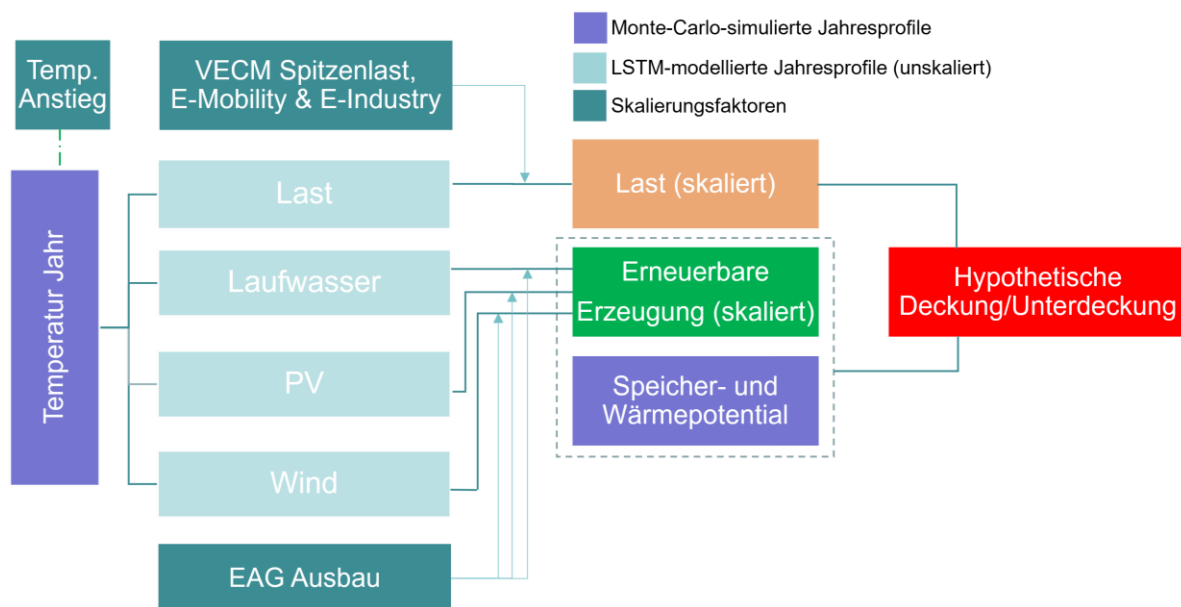 Temp.
Anstieg
Temperatur Jahr
VECM Spitzenlast,
E-Mobility & E-Industry
Last
Laufwasser
PV
Wind
EAG Ausbau
Monte-Carlo-simulierte Jahresprofile
LSTM-modellierte Jahresprofile (unskaliert)
Skalierungsfaktoren
Last (skaliert)
Erneuerbare
Erzeugung (skaliert)
Speicher- und
Wärmepotential
Hypothetische
Deckung/Unterdeckung